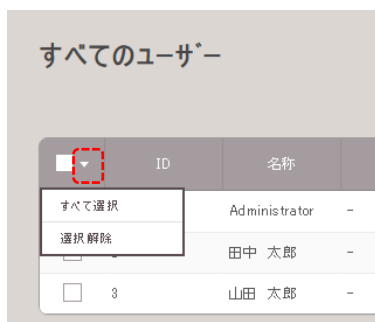 すべてのユーザー
ID 名称
すべて選択
Administrator -
選択解除
田中 太郎 -
3 山田 太郎 -